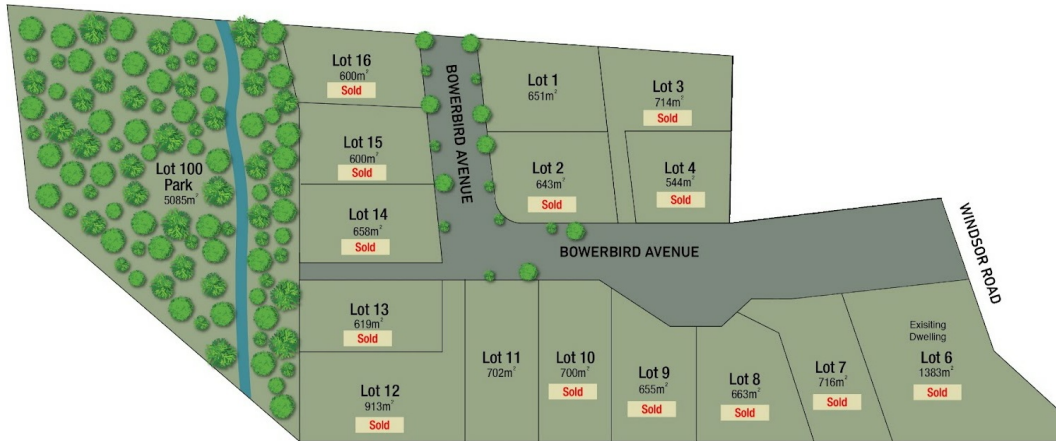 Lot 16
600m²
Sold
Lot 15
600m²
Sold
Lot 14
658m²
Sold
Lot 100
Park
5085m²
BOWERBIRD AVENUE
Lot 1
651m²
Lot 3
714m²
Sold
Lot 2
643m²
Sold
Lot 4
544m²
Sold
BOWERBIRD AVENUE
WINDSOR ROAD
Lot 13
619m²
Sold
Lot 12
913m²
Sold
Lot 11
702m²
Lot 10
700m²
Sold
Lot 9
655m²
Sold
Lot 8
663m²
Sold
Lot 7
716m²
Sold
Exisiting
Dwelling
Lot 6
1383m²
Sold